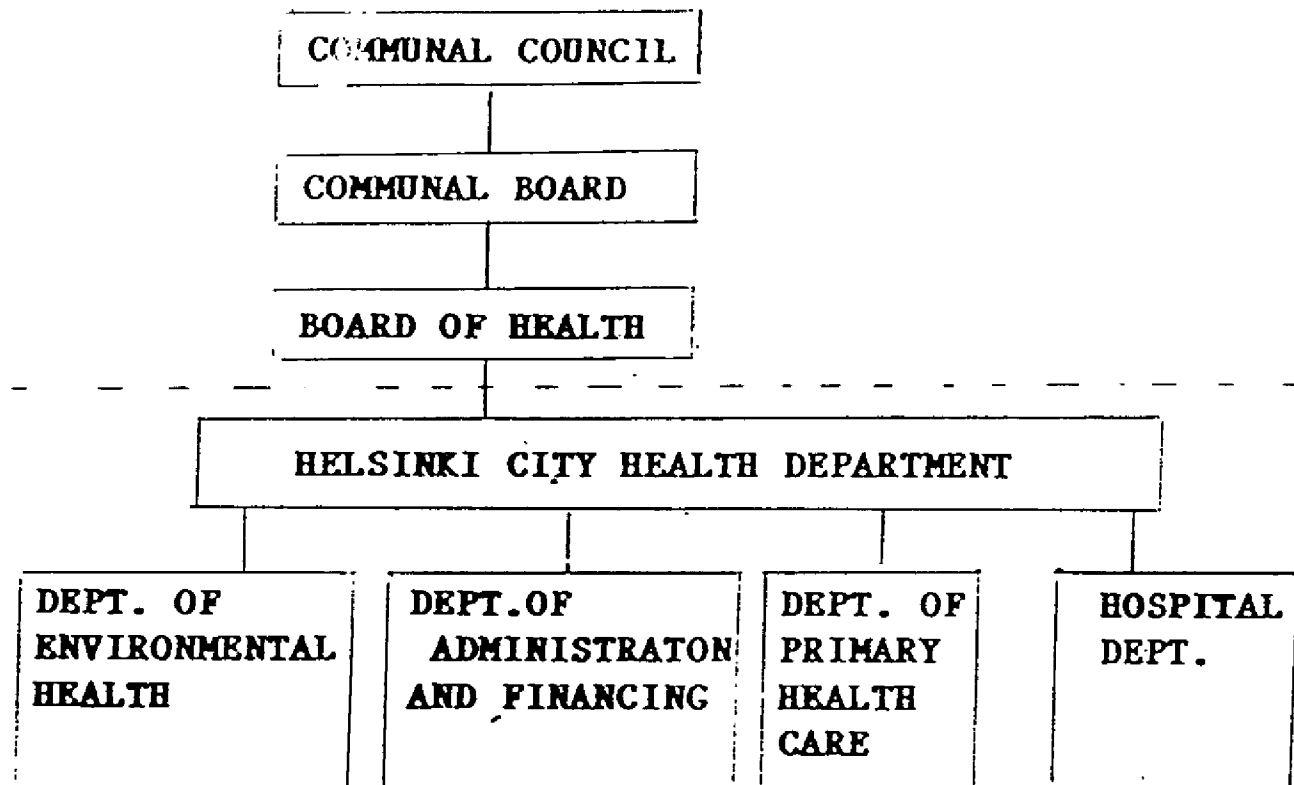 COMMUNAL COUNCIL
COMMUNAL BOARD
BOARD OF HEALTH
HELSINKI CITY HEALTH DEPARTMENT
DEPT. OF
ENVIRONMENTAL
HEALTH
DEPT.OF
ADMINISTRATON
AND FINANCING
DEPT. OF
PRIMARY
HEALTH
CARE
HOSPITAL
DEPT.